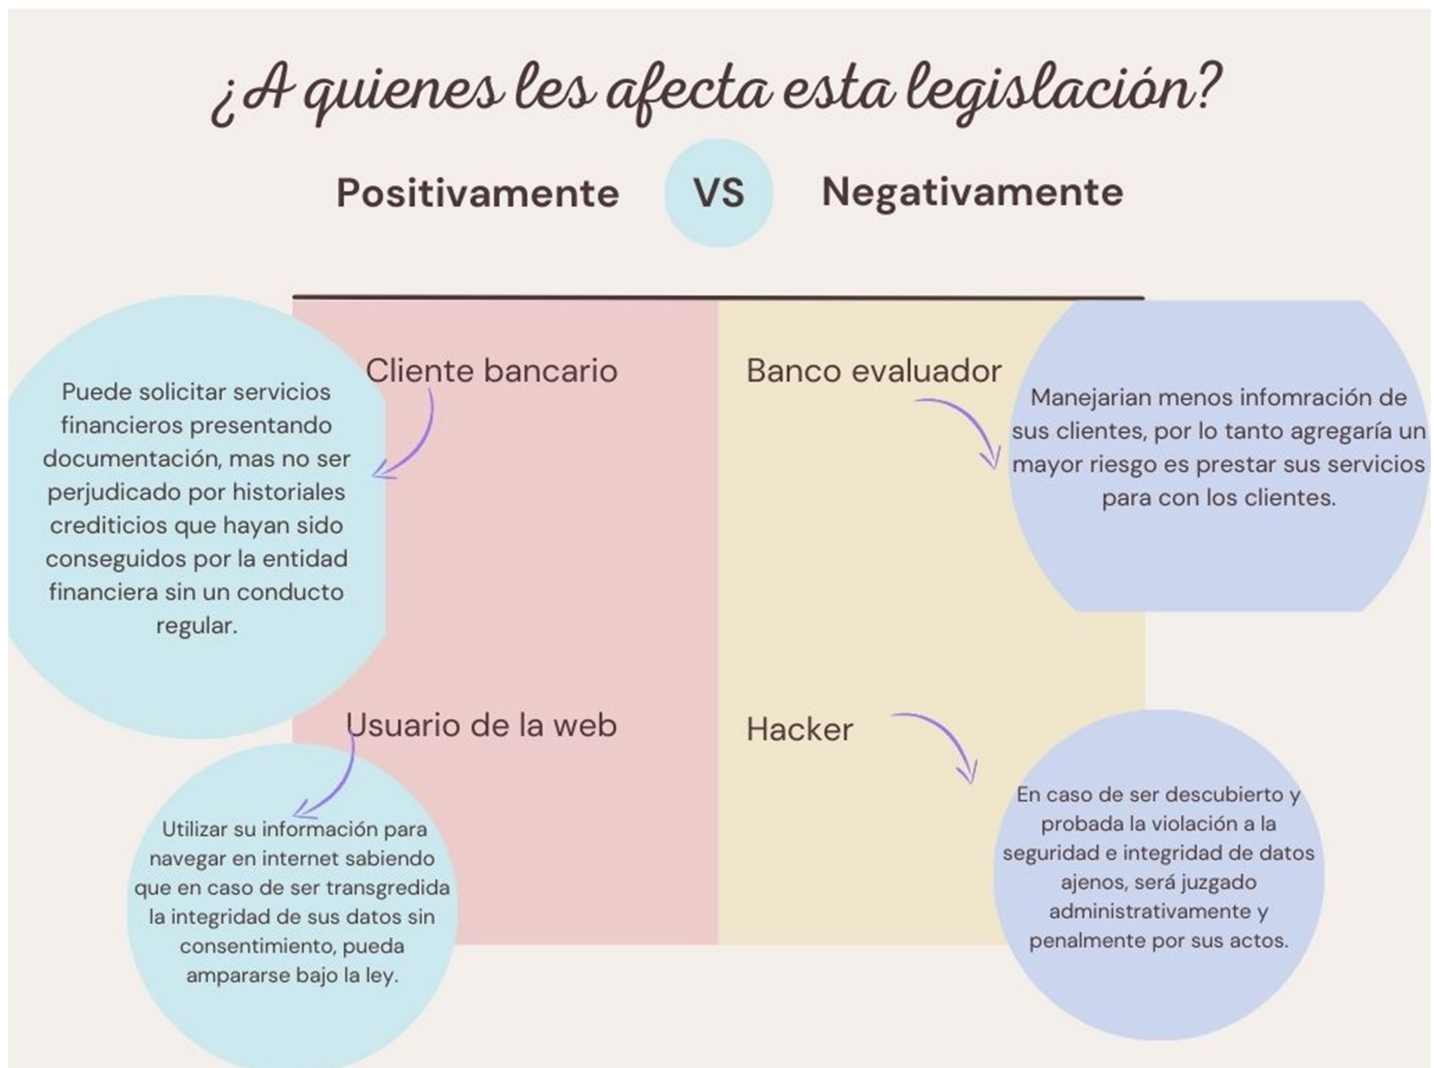 ¿A quienes les afecta esta legislación?
Positivamente
VS
Negativamente
Cliente bancario
Puede solicitar servicios
financieros presentando
documentación, mas no ser
perjudicado por historiales
crediticios que hayan sido
conseguidos por la entidad
financiera sin un conducto
regular.
Banco evaluador
Manejarian menos infomración de
sus clientes, por lo tanto agregaría un
mayor riesgo es prestar sus servicios
para con los clientes.
Usuario de la web
Utilizar su información para
navegar en internet sabiendo
que en caso de ser transgredida
la integridad de sus datos sin
consentimiento, pueda
ampararse bajo la ley.
Hacker
En caso de ser descubierto y
probada la violación a la
seguridad e integridad de datos
ajenos, será juzgado
administrativamente y
penalmente por sus actos.